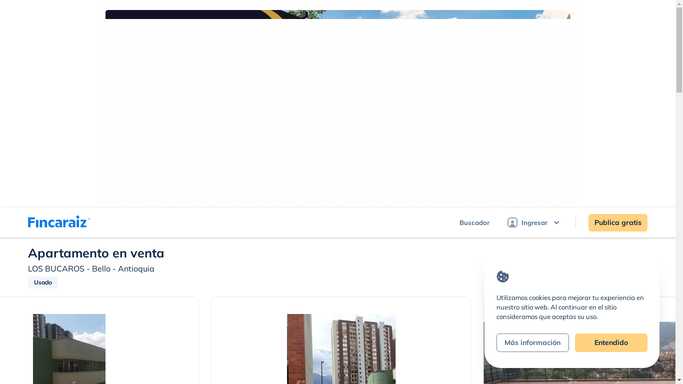 Fincaraiz
Buscador
Ingresar
Publica gratis
Apartamento en venta
LOS BUCAROS - Bello - Antioquia
Usado
Utilizamos cookies para mejorar tu experiencia en
nuestro sitio web. Al continuar en el sitio
consideramos que aceptas su uso.
Más información
Entendido